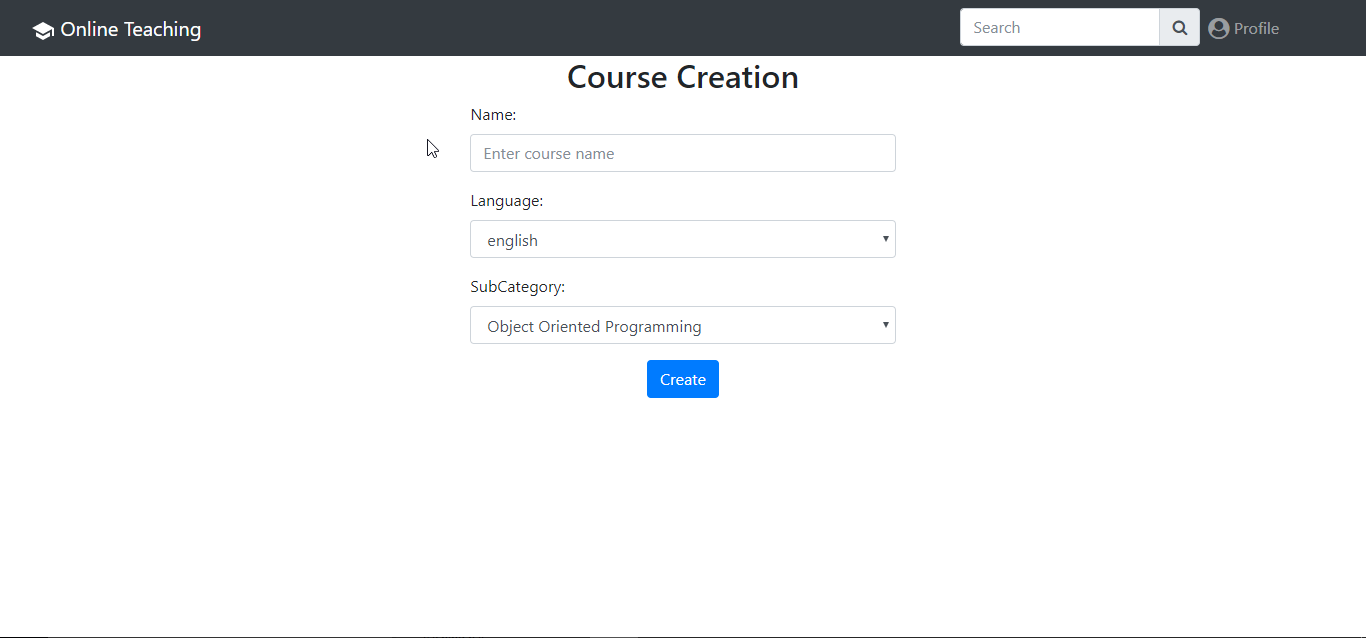 Online Teaching
Search
Profile
Course Creation
Name:
Enter course name
Language:
english
SubCategory:
Object Oriented Programming
Create